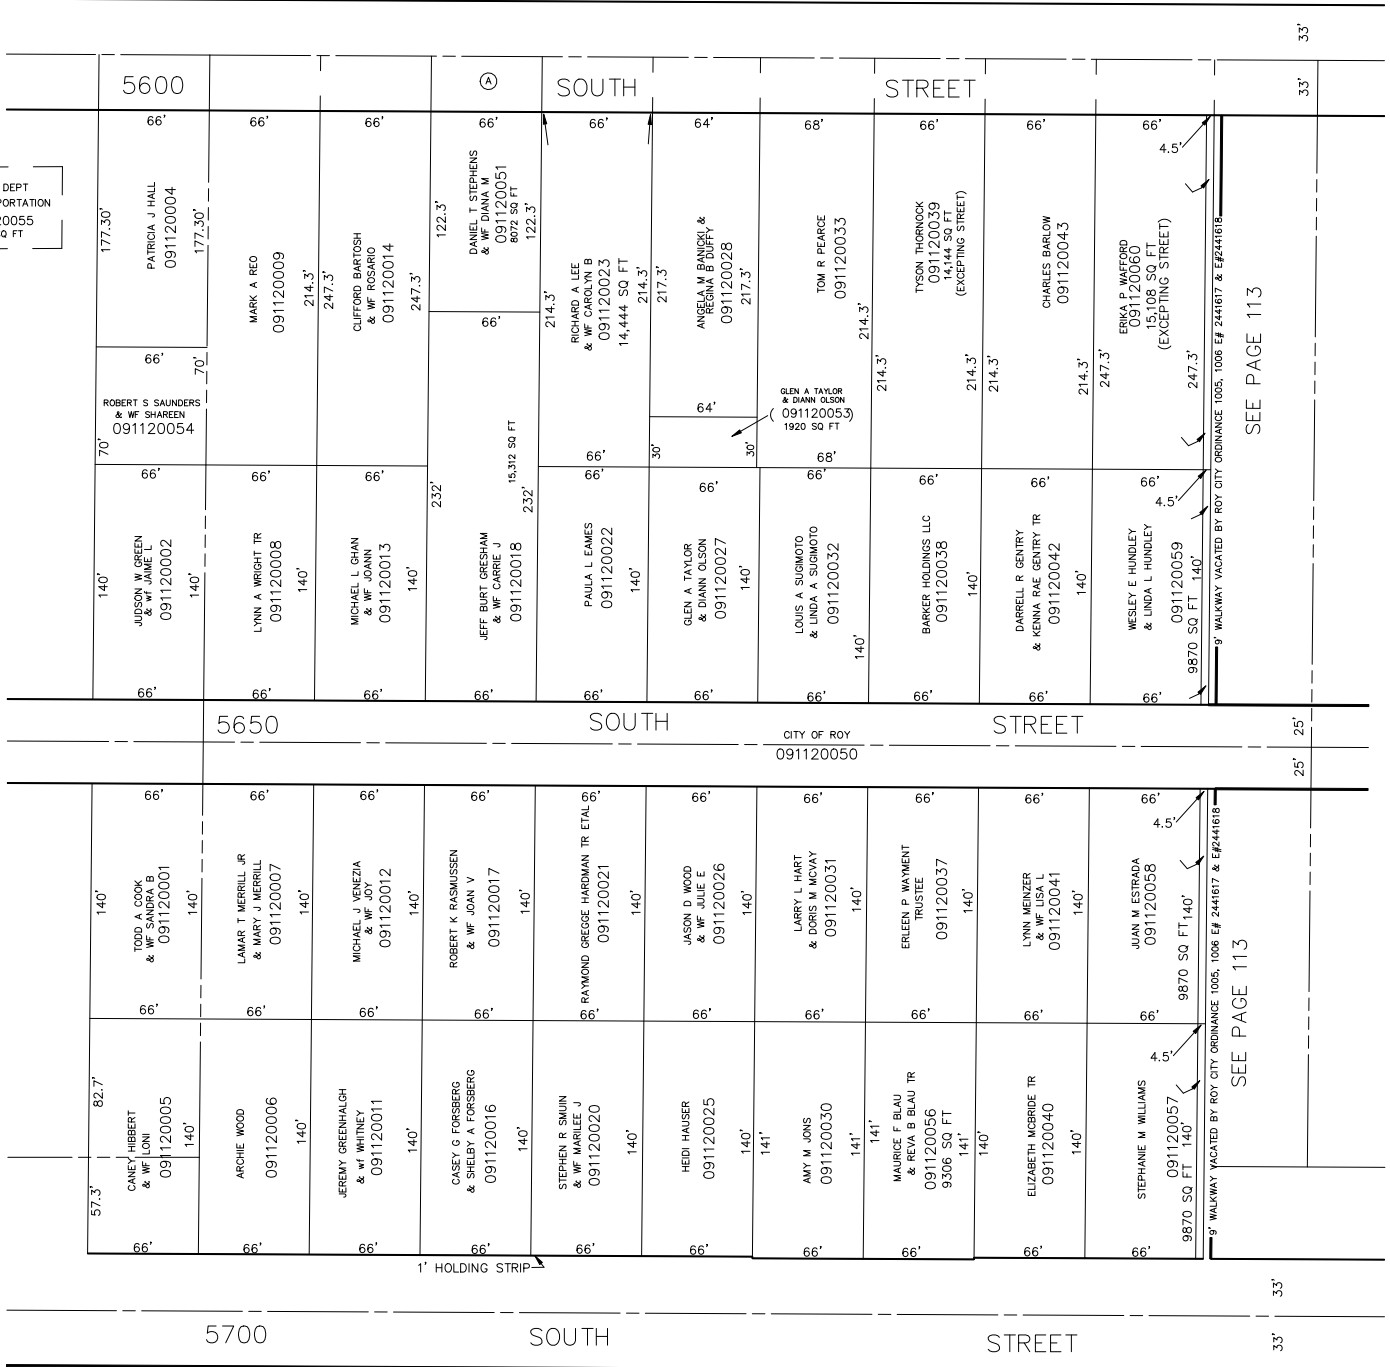 33'
5600
A
SOUTH
STREET
33'
66'
66'
66'
66'
66'
64'
68'
66'
66'
66'
4.5'
DEPT
PORTATION
20055
Q FT
177.30'
PATRICIA J HALL
091120004
177.30'
MARK A REO
091120009
214.3'
247.3'
CLIFFORD BARTOSH
& WF ROSARIO
091120014
247.3'
122.3'
DANIEL T STEPHENS
& WF DIANA M
091120051
8072 SQ FT
122.3'
66'
214.3'
RICHARD A LEE
& WF CAROLYN B
091120023
14,444 SQ FT
214.3'
217.3'
ANGELA M BANICKI &
REGINA B DUFFY
091120028
217.3'
TOM R PEARCE
091120033
214.3'
214.3'
TYSON THORNOCK
091120039
14,144 SQ FT
(EXCEPTING STREET)
214.3'
214.3'
CHARLES BARLOW
091120043
214.3'
247.3'
ERIKA P WAFFORD
091120060
15,108 SQ FT
(EXCEPTING STREET)
247.3'
9' WALKWAY VACATED BY ROY CITY ORDINANCE 1005, 1006 E# 2441617 & E#2441618
SEE PAGE 113
66'
70'
ROBERT S SAUNDERS
& WF SHAREEN
091120054
70'
64'
GLEN A TAYLOR
& DIANN OLSON
( 091120053)
1920 SQ FT
30'
30'
66'
68'
66'
66'
66'
232'
15,312 SQ FT
232'
66'
66'
66'
66'
66'
66'
4.5'
140'
JUDSON W GREEN
& wf JAIME L
091120002
140'
LYNN A WRIGHT TR
091120008
140'
MICHAEL L GHAN
& WF JOANN
091120013
140'
JEFF BURT GRESHAM
& WF CARRIE J
091120018
PAULA L EAMES
091120022
140'
GLEN A TAYLOR
& DIANN OLSON
091120027
140'
LOUIS A SUGIMOTO
& LINDA A SUGIMOTO
091120032
140'
BARKER HOLDINGS LLC
091120038
140'
DARRELL R GENTRY
& KENNA RAE GENTRY TR
091120042
140'
WESLEY E HUNDLEY
& LINDA L HUNDLEY
091120059
9870 SQ FT
140'
66'
66'
66'
66'
66'
66'
66'
66'
66'
66'
5650
SOUTH
STREET
25'
CITY OF ROY
091120050
25'
66'
66'
66'
66'
66'
66'
66'
66'
66'
66'
4.5'
140'
TODD A COOK
& WF SANDRA B
091120001
140'
LAMAR T MERRILL JR
& MARY J MERRILL
091120007
140'
MICHAEL J VENEZIA
& WF JOY
091120012
140'
ROBERT K RASMUSSEN
& WF JOAN V
091120017
140'
RAYMOND GREGGE HARDMAN TR ETAL
091120021
140'
JASON D WOOD
& WF JULIE E
091120026
140'
LARRY L HART
& DORIS M MCVAY
091120031
140'
ERLEEN P WAYMENT
TRUSTEE
091120037
140'
LYNN MEINZER
& WF LISA L
091120041
140'
JUAN M ESTRADA
091120058
9870 SQ FT
140'
9' WALKWAY VACATED BY ROY CITY ORDINANCE 1005, 1006 E# 2441617 & E#2441618
SEE PAGE 113
66'
66'
66'
66'
66'
66'
66'
66'
66'
66'
4.5'
82.7'
57.3'
CANEY HIBBERT
& WF LONI
091120005
140'
ARCHIE WOOD
091120006
140'
JEREMY GREENHALGH
& wf WHITNEY
091120011
140'
CASEY G FORSBERG
& SHELBY A FORSBERG
091120016
140'
STEPHEN R SMUIN
& WF MARILEE J
091120020
140'
HEIDI HAUSER
091120025
140'
141'
AMY M JONS
091120030
141'
141'
MAURICE F BLAU
& REVA B BLAU TR
091120056
9306 SQ FT
141'
140'
ELIZABETH MCBRIDE TR
091120040
140'
STEPHANIE M WILLIAMS
091120057
9870 SQ FT
140'
66'
66'
66'
66'
66'
66'
66'
66'
66'
66'
1' HOLDING STRIP
33'
5700
SOUTH
STREET
33'